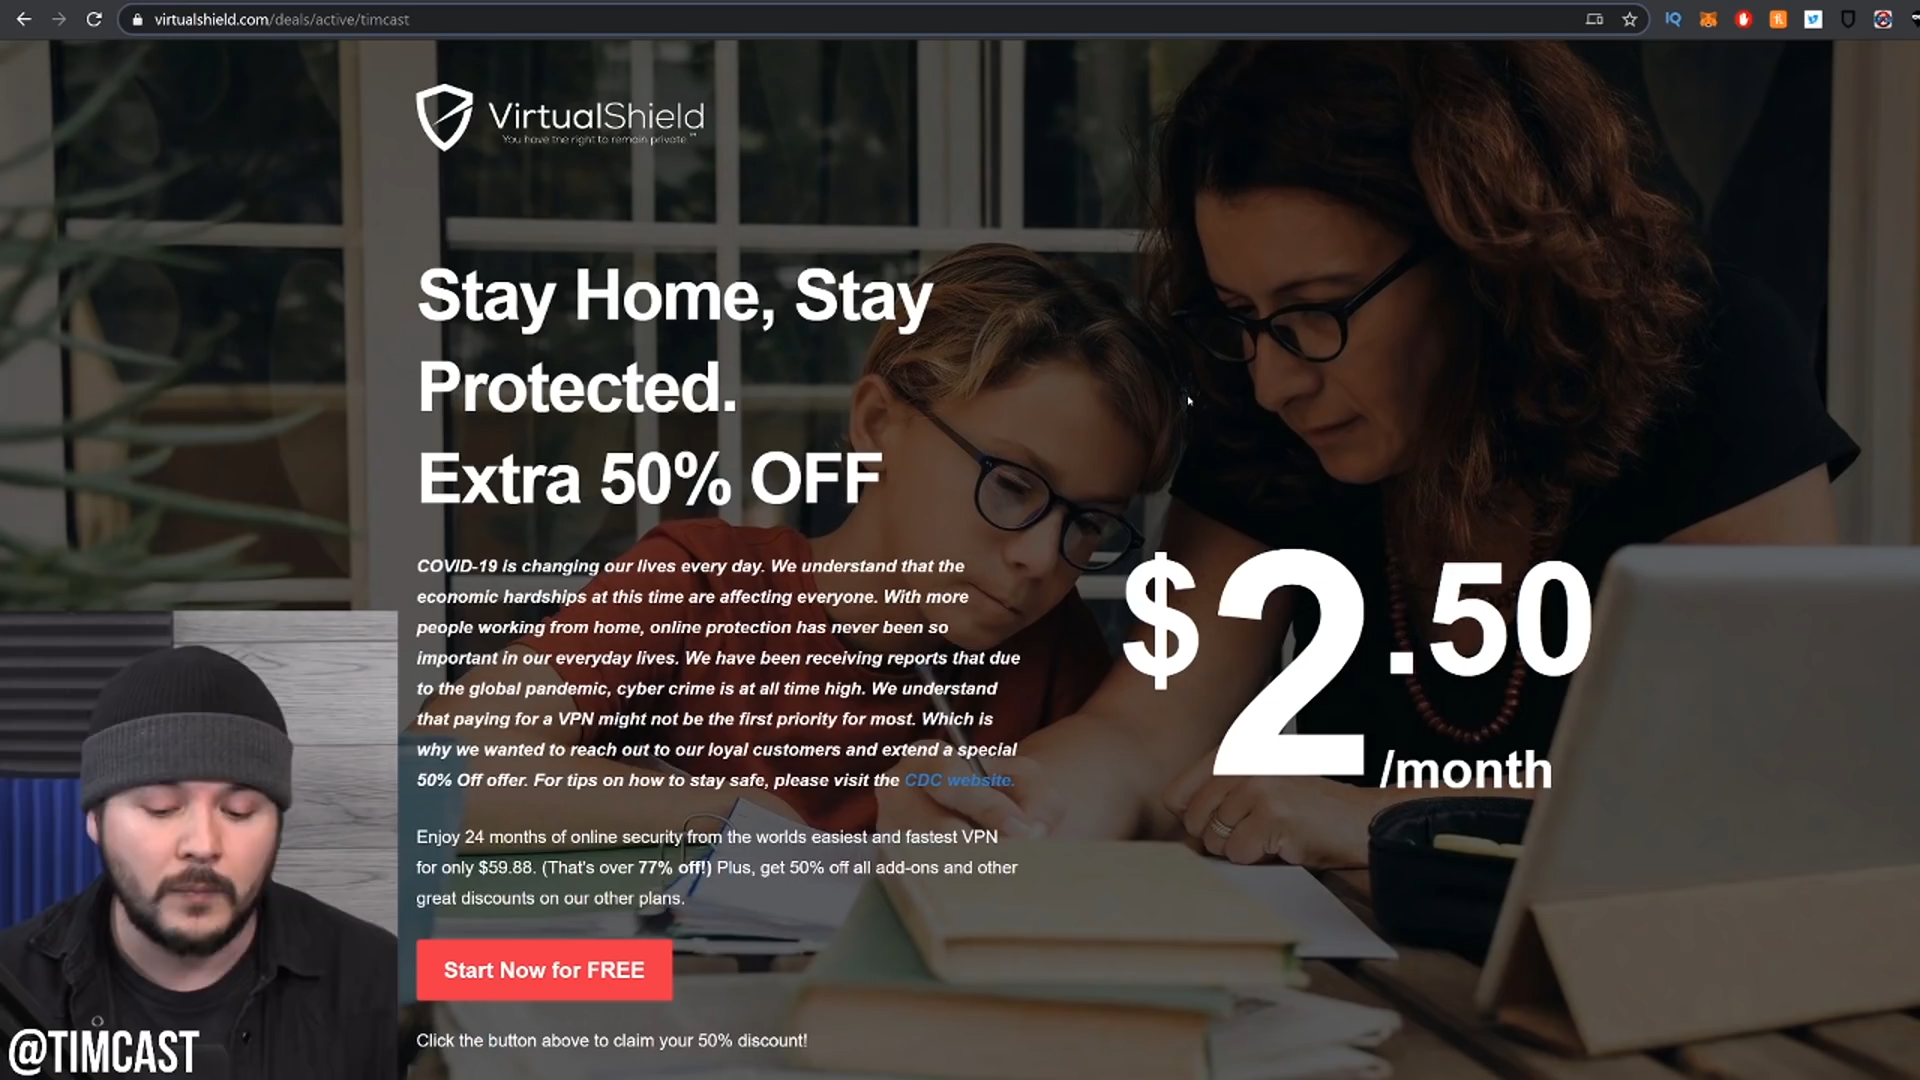 virtualshield.com/deals/active/timcast
VirtualShield
You have the right to remain private.
Stay Home, Stay
Protected.
Extra 50% OFF
COVID-19 is changing our lives every day. We understand that the
economic hardships at this time are affecting everyone. With more
people working from home, online protection has never been so
important in our everyday lives. We have been receiving reports that due
to the global pandemic, cyber crime is at all time high. We understand
that paying for a VPN might not be the first priority for most. Which is
why we wanted to reach out to our loyal customers and extend a special
50% Off offer. For tips on how to stay safe, please visit the CDC website.
$2.50
/month
Enjoy 24 months of online security from the worlds easiest and fastest VPN
for only $59.88. (That's over 77% off!) Plus, get 50% off all add-ons and other
great discounts on our other plans.
Start Now for FREE
Click the button above to claim your 50% discount!
@TIMCAST
IQ